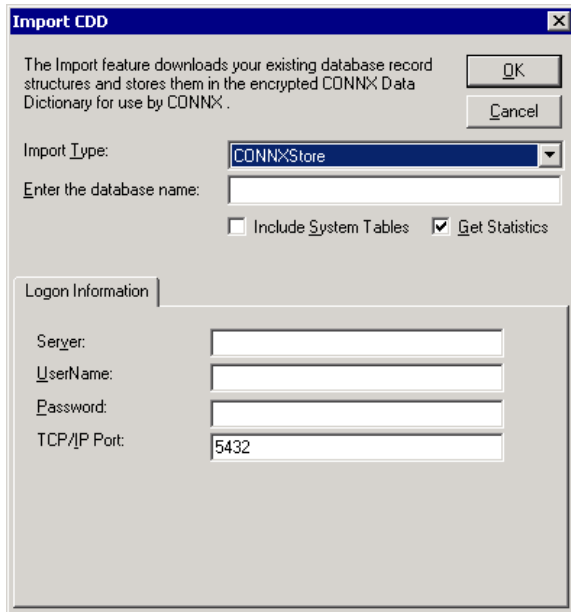 Import CDD
The Import feature downloads your existing database record
structures and stores them in the encrypted CONNX Data
Dictionary for use by CONNX .
OK
Cancel
Import Type:
CONNXStore
Enter the database name:
Include System Tables
Get Statistics
Logon Information
Server:
UserName:
Password:
TCP/IP Port:
5432